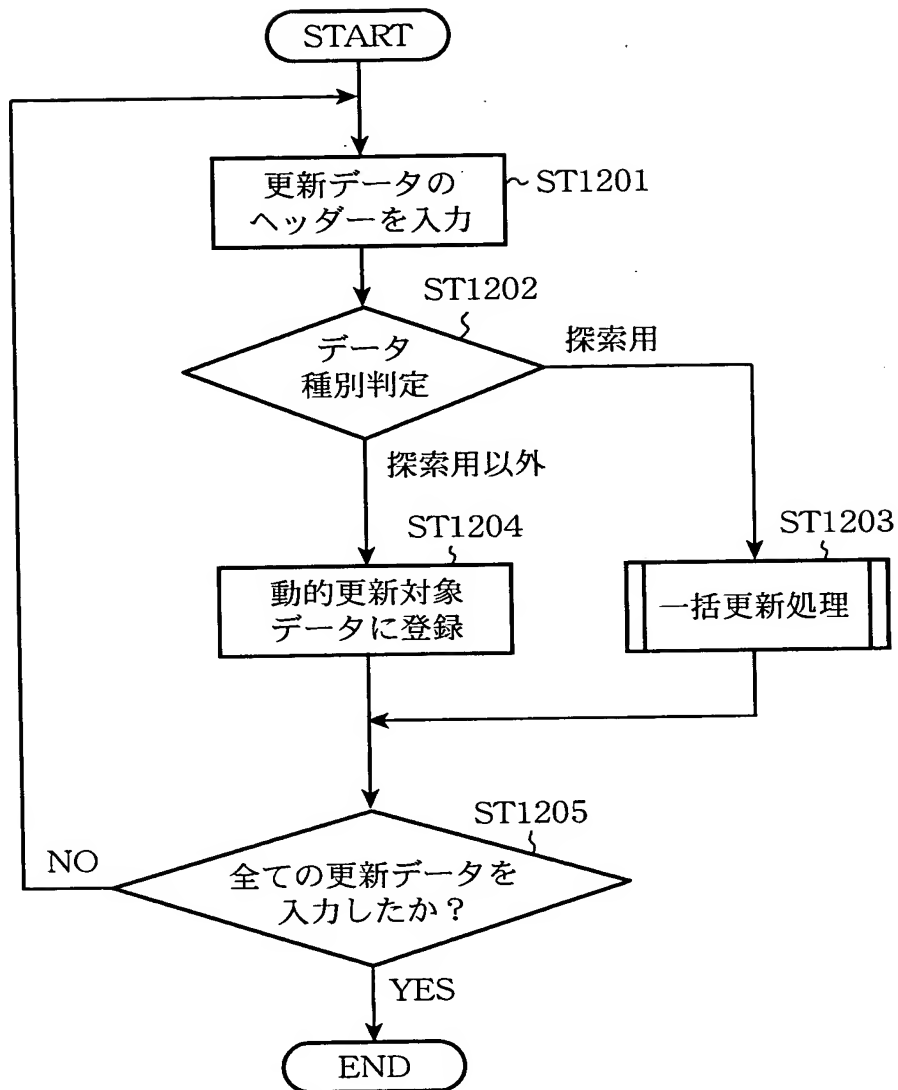 START
更新データの
ヘッダーを入力
ST1201
ST1202
データ
種別判定
探索用
探索用以外
ST1204
動的更新対象
データに登録
ST1203
一括更新処理
ST1205
全ての更新データを
入力したか？
NO
YES
END